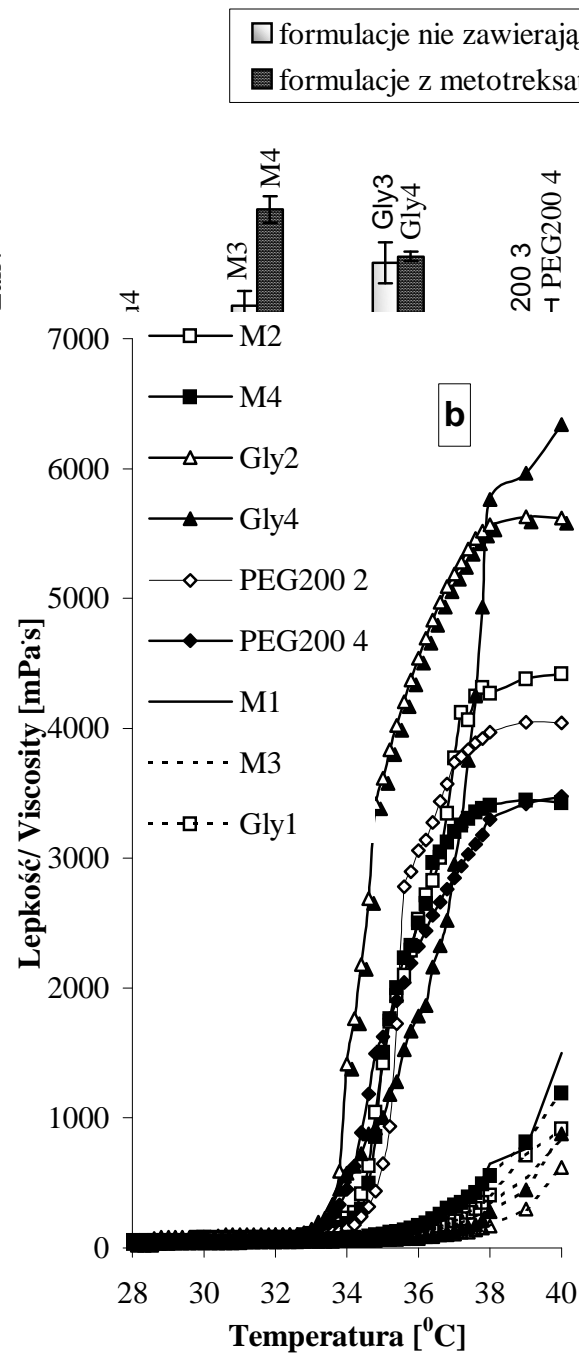 formulacje nie zawierają
formulacje z metotreksa
M3
M4
Gly3
Gly4
200 3
PEG200 4
7000
6000
5000
4000
3000
2000
1000
0
M2
M4
Gly2
Gly4
PEG200 2
PEG200 4
M1
M3
Gly1
b
Lepkość/ Viscosity [mPa·s]
28 30 32 34 36 38 40
Temperatura [⁰C]